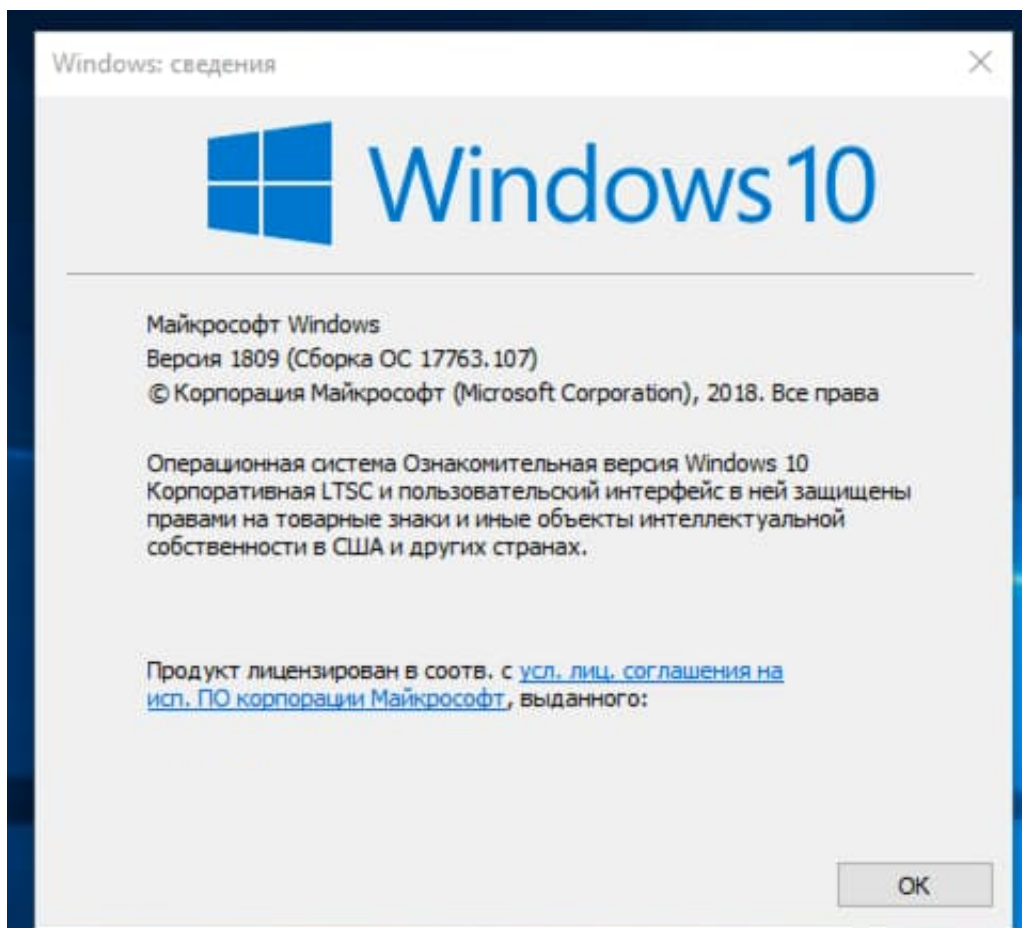 Windows: сведения
Windows 10
Майкрософт Windows
Версия 1809 (Сборка ОС 17763.107)
© Корпорация Майкрософт (Microsoft Corporation), 2018. Все права
Операционная система Ознакомительная версия Windows 10
Корпоративная LTSC и пользовательский интерфейс в ней защищены
правами на товарные знаки и иные объекты интеллектуальной
собственности в США и других странах.
Продукт лицензирован в соотв. с усл. лиц. соглашения на
исп. ПО корпорации Майкрософт, выданного:
ОК